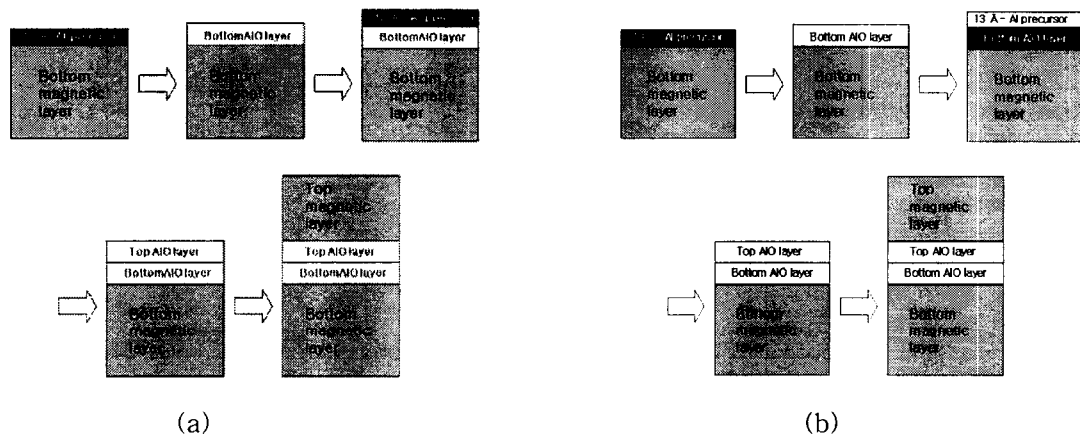 Al precursor
Bottom
magnetic
layer
Bottom AlO layer
Bottom
magnetic
layer
Bottom AlO layer
Bottom
magnetic
layer
Top AlO layer
Bottom AlO layer
Bottom
magnetic
layer
Top
magnetic
layer
Top AlO layer
Bottom AlO layer
Bottom
magnetic
layer
(a)
Al precursor
Bottom
magnetic
layer
Bottom AlO layer
Bottom
magnetic
layer
13 Å - Al precursor
Bottom AlO layer
Bottom
magnetic
layer
Top AlO layer
Bottom AlO layer
Bottom
magnetic
layer
Top
magnetic
layer
Top AlO layer
Bottom AlO layer
Bottom
magnetic
layer
(b)